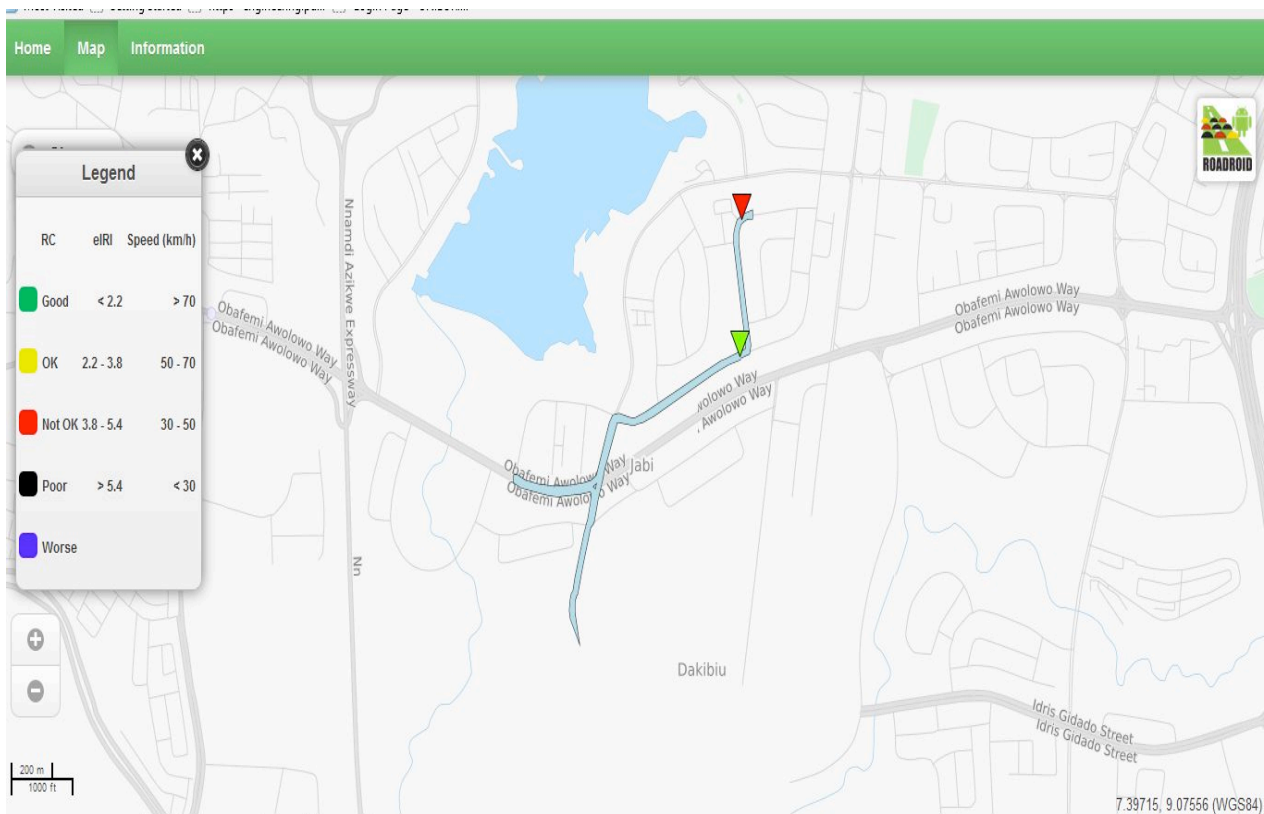 Home Map Information
ROADROID
Legend
RC eIRI Speed (km/h)
Good < 2.2 > 70
OK 2.2 - 3.8 50 - 70
Not OK 3.8 - 5.4 30 - 50
Poor > 5.4 < 30
Worse
Nnamdi Azikwe Expressway
Obafemi Awolowo Way
Obafemi Awolowo Way
Obafemi Awolowo Way
Obafemi Awolowo Way
wolowo Way
Awolowo Way
Obafemi Awolowo Way
Obafemi Awolowo Way
Jabi
Nn
Dakibiu
Idris Gidado Street
Idris Gidado Street
200 m
1000 ft
7.39715, 9.07556 (WGS84)